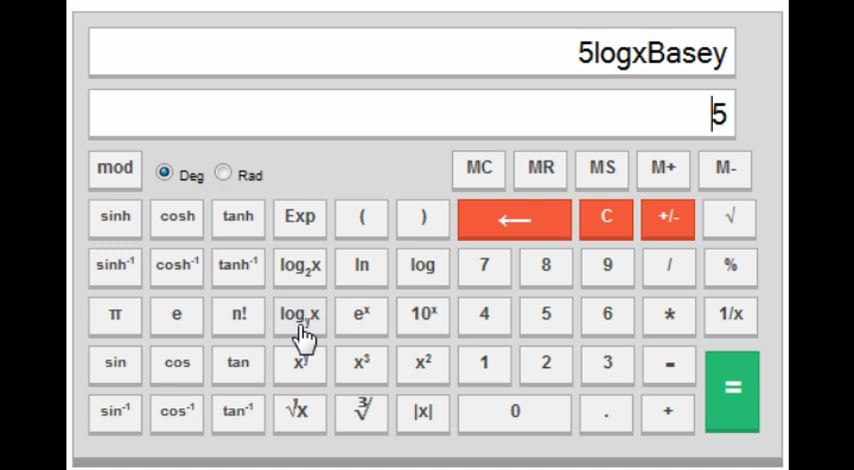 5logxBasey
5
mod Deg Rad MC MR MS M+ M-
sinh cosh tanh Exp ( ) ← C +/- √
sinh⁻¹ cosh⁻¹ tanh⁻¹ log₂x ln log 7 8 9 / %
π e n! logᵧx eˣ 10ˣ 4 5 6 * 1/x
sin cos tan xʸ x³ x² 1 2 3 - =
sin⁻¹ cos⁻¹ tan⁻¹ ʸ√x ∛ |x| 0 . +